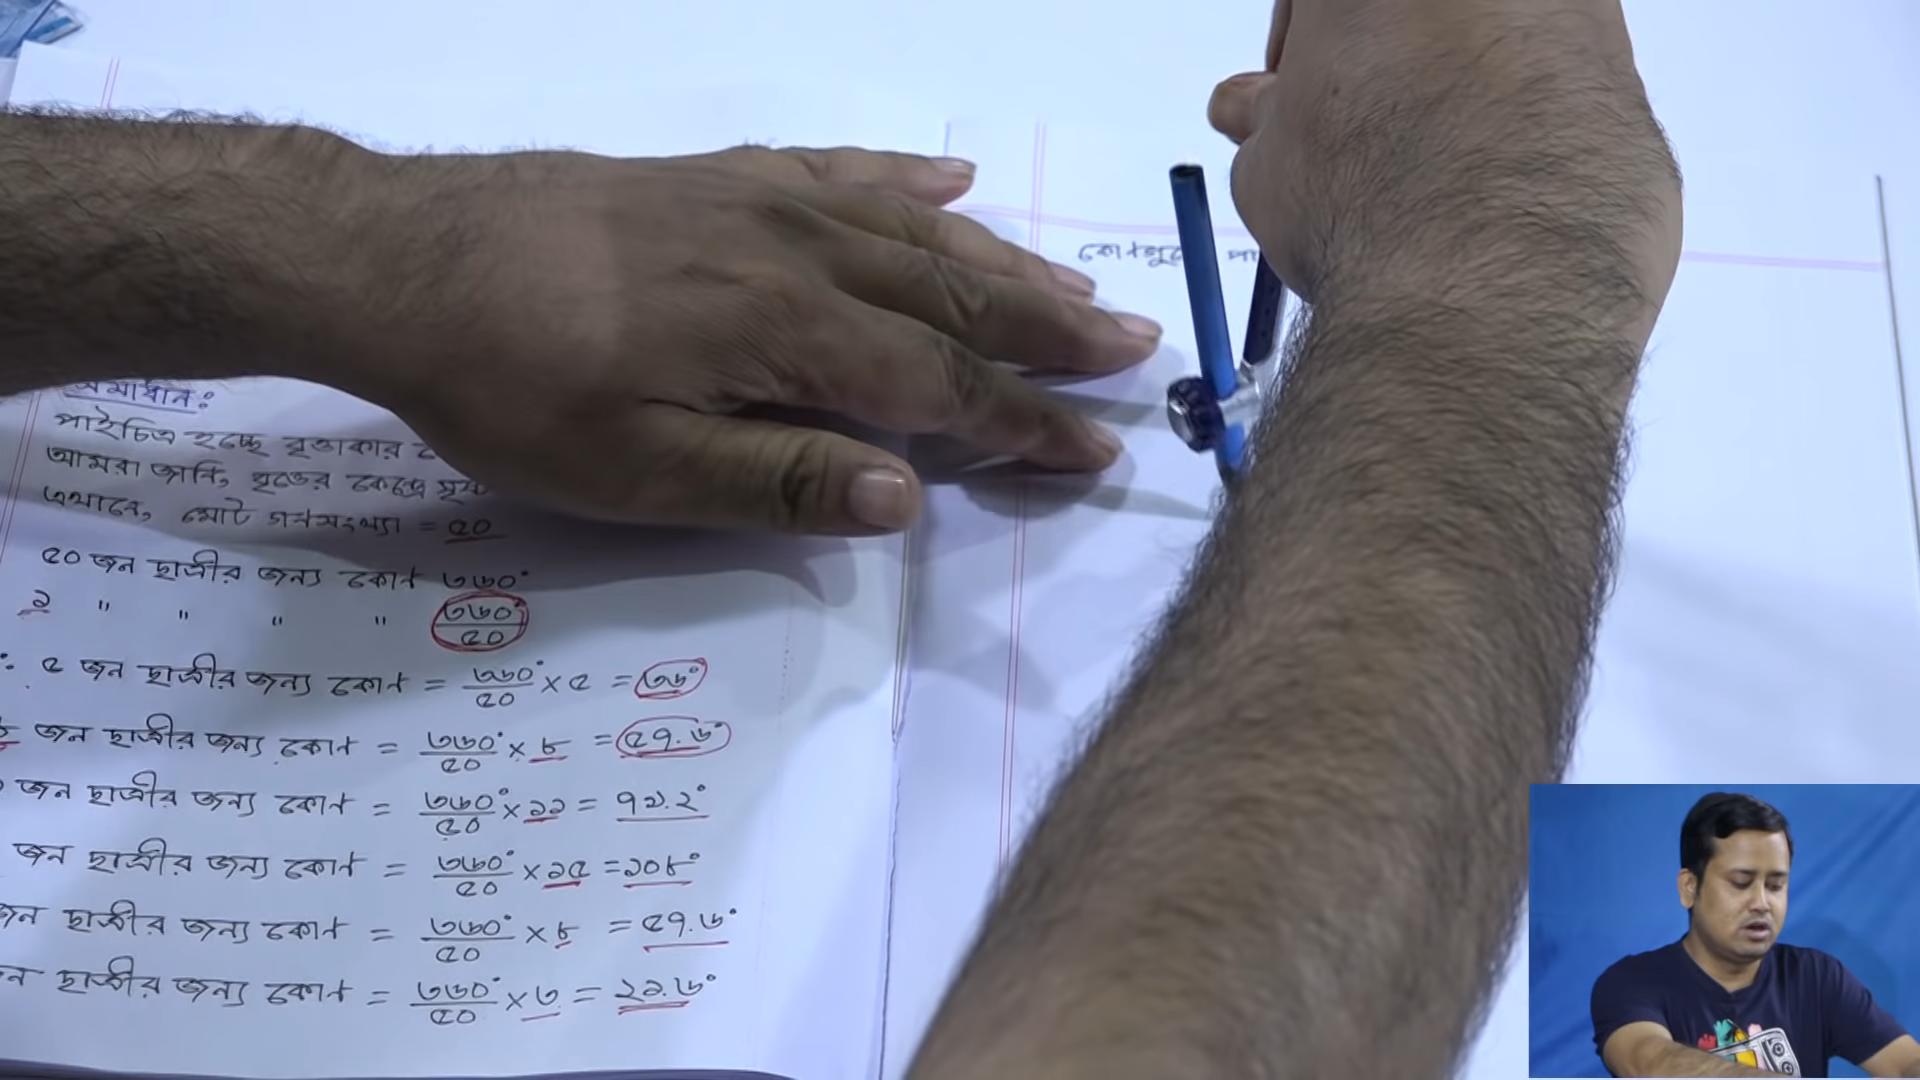 সমাধান:
পাইচিত্র হচ্ছে বৃত্তাকার
আমরা জানি, বৃত্তের কেন্দ্রে সৃষ্ট
এখানে, মোট গণসংখ্যা = ৫০
৫০ জন ছাত্রীর জন্য কোণ ৩৬০°
১ " " " " ৩৬০°/৫০
∴ ৫ জন ছাত্রীর জন্য কোণ = ৩৬০°/৫০ × ৫ = ৩৬°
৮ জন ছাত্রীর জন্য কোণ = ৩৬০°/৫০ × ৮ = ৫৭.৬°
জন ছাত্রীর জন্য কোণ = ৩৬০°/৫০ × ১১ = ৭৯.২°
জন ছাত্রীর জন্য কোণ = ৩৬০°/৫০ × ১৫ = ১০৮°
জন ছাত্রীর জন্য কোণ = ৩৬০°/৫০ × ৮ = ৫৭.৬°
ছাত্রীর জন্য কোণ = ৩৬০°/৫০ × ৩ = ২১.৬°